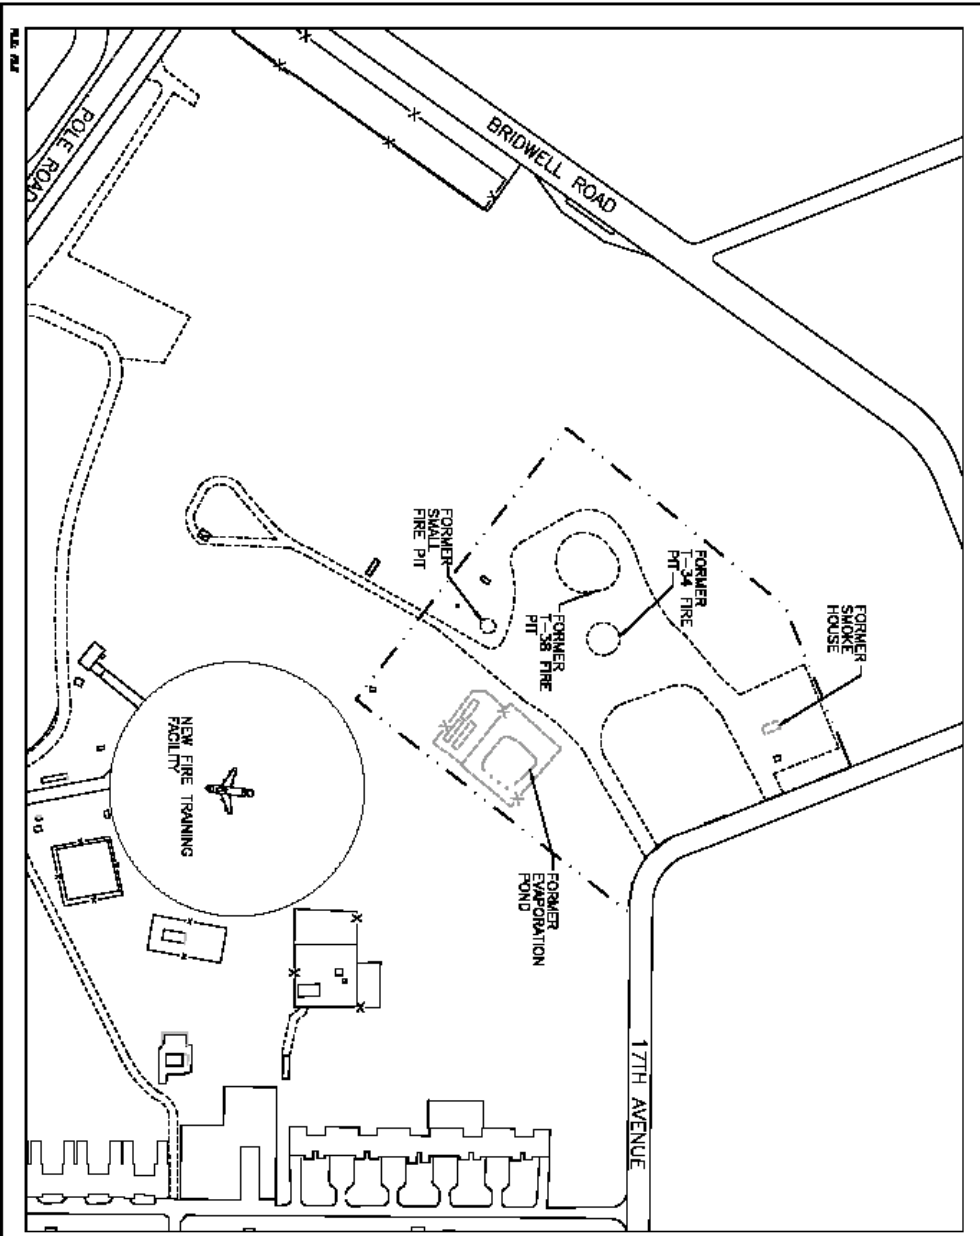 POLE ROAD
BRIDWELL ROAD
FORMER
SMOKE
HOUSE
FORMER
T-34 FIRE
PIT
FORMER
T-38 FIRE
PIT
FORMER
SMALL
FIRE PIT
FORMER
EVAPORATION
POND
NEW FIRE TRAINING
FACILITY
17TH AVENUE